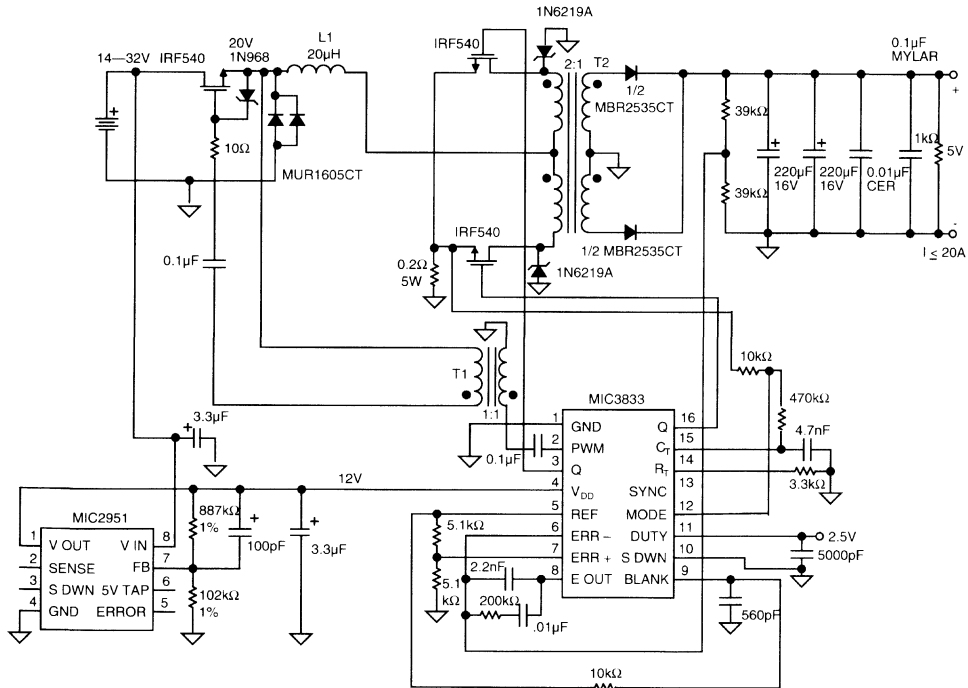 1N6219A
L1
20µH
20V
1N968
14—32V
IRF540
IRF540
2:1
T2
0.1µF
MYLAR
+
+
1/2
MBR2535CT
39kΩ
1kΩ
10Ω
+
+
5V
220µF
16V
220µF
16V
0.01µF
CER
MUR1605CT
39kΩ
IRF540
-
I ≤ 20A
1/2 MBR2535CT
0.1µF
0.2Ω
5W
1N6219A
T1
1:1
10kΩ
MIC3833
470kΩ
4.7nF
3.3µF
+
0.1µF
1 GND Q 16
2 PWM CT 15
3 Q RT 14
4 VDD SYNC 13
5 REF MODE 12
6 ERR - DUTY 11
7 ERR + S DWN 10
8 E OUT BLANK 9
3.3kΩ
12V
MIC2951
887kΩ
1%
+
100pF
+
3.3µF
5.1kΩ
2.5V
5000pF
1 V OUT V IN 8
2 SENSE FB 7
3 S DWN 5V TAP 6
4 GND ERROR 5
102kΩ
1%
2.2nF
5.1
kΩ
200kΩ
.01µF
560pF
10kΩ